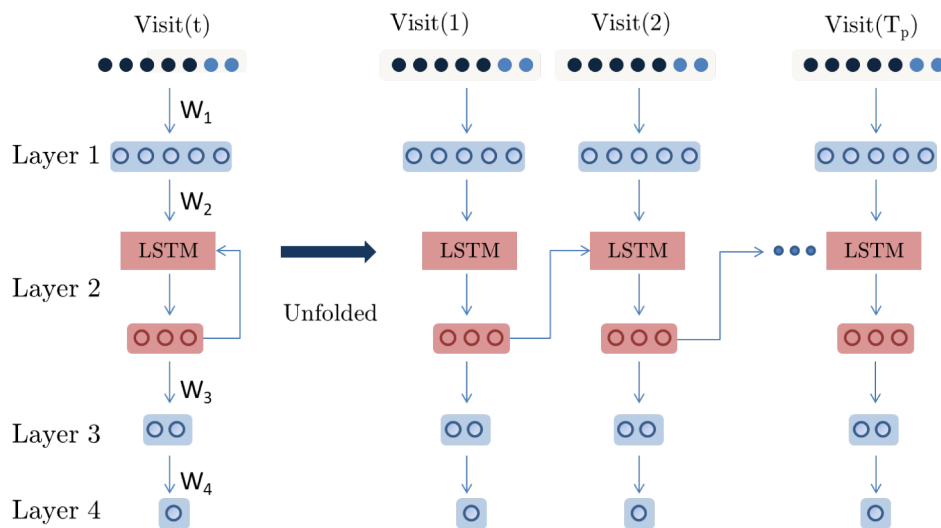 Visit(t) Visit(1) Visit(2) Visit(Tₚ)
W₁
Layer 1
W₂
LSTM LSTM LSTM LSTM
Layer 2
Unfolded
W₃
Layer 3
W₄
Layer 4